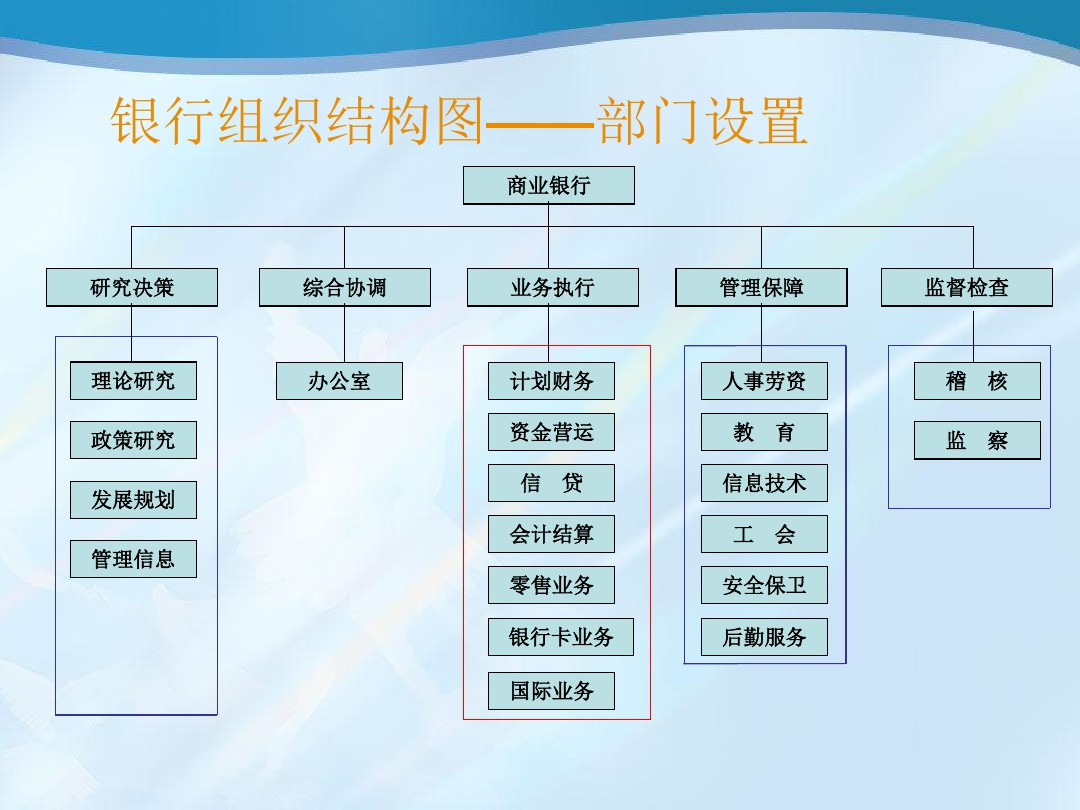 银行组织结构图——部门设置
商业银行
研究决策
综合协调
业务执行
管理保障
监督检查
理论研究
政策研究
发展规划
管理信息
办公室
计划财务
资金营运
信 贷
会计结算
零售业务
银行卡业务
国际业务
人事劳资
教 育
信息技术
工 会
安全保卫
后勤服务
稽 核
监 察